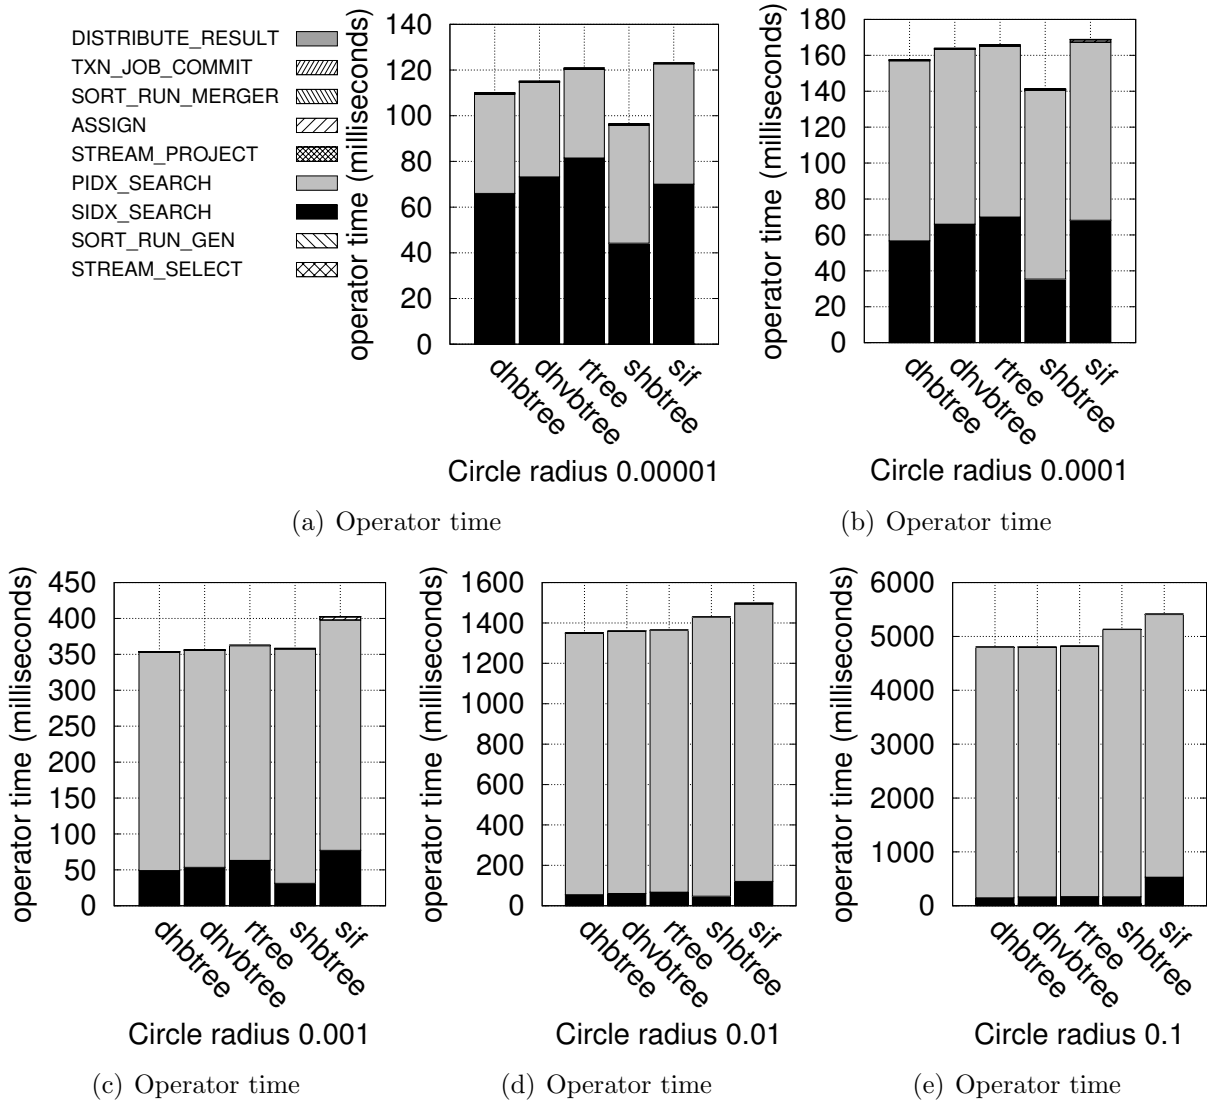 DISTRIBUTE_RESULT
TXN_JOB_COMMIT
SORT_RUN_MERGER
ASSIGN
STREAM_PROJECT
PIDX_SEARCH
SIDX_SEARCH
SORT_RUN_GEN
STREAM_SELECT
operator time (milliseconds)
140
120
100
80
60
40
20
0
dhbtree
dhvbtree
rtree
shbtree
sif
Circle radius 0.00001
(a) Operator time
operator time (milliseconds)
180
160
140
120
100
80
60
40
20
0
dhbtree
dhvbtree
rtree
shbtree
sif
Circle radius 0.0001
(b) Operator time
operator time (milliseconds)
450
400
350
300
250
200
150
100
50
0
dhbtree
dhvbtree
rtree
shbtree
sif
Circle radius 0.001
(c) Operator time
operator time (milliseconds)
1600
1400
1200
1000
800
600
400
200
0
dhbtree
dhvbtree
rtree
shbtree
sif
Circle radius 0.01
(d) Operator time
operator time (milliseconds)
6000
5000
4000
3000
2000
1000
0
dhbtree
dhvbtree
rtree
shbtree
sif
Circle radius 0.1
(e) Operator time